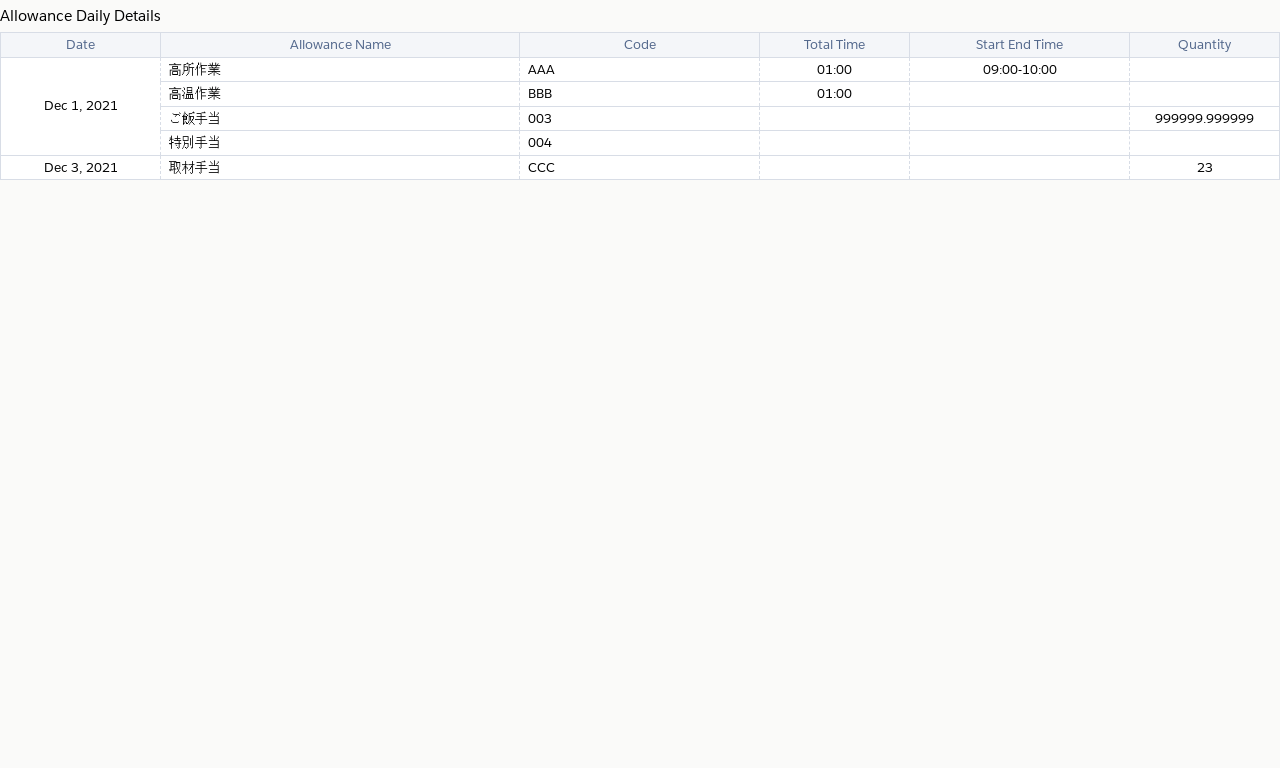 Allowance Daily Details
Date Allowance Name Code Total Time Start End Time Quantity
Dec 1, 2021 高所作業 AAA 01:00 09:00-10:00
高温作業 BBB 01:00
ご飯手当 003 999999.999999
特別手当 004
Dec 3, 2021 取材手当 CCC 23